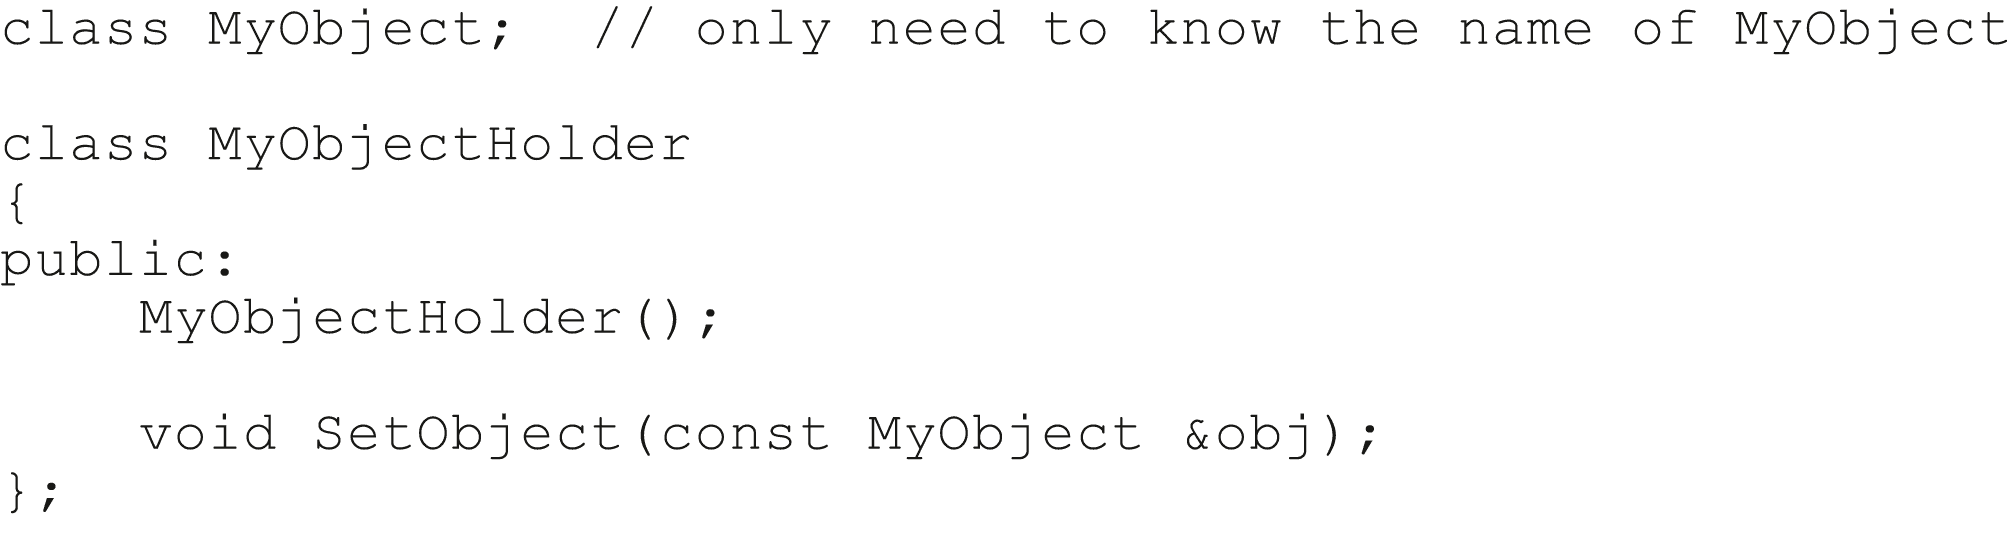 class MyObject;  // only need to know the name of MyObject
class MyObjectHolder
{
public:
    MyObjectHolder();
    void SetObject(const MyObject &obj);
};